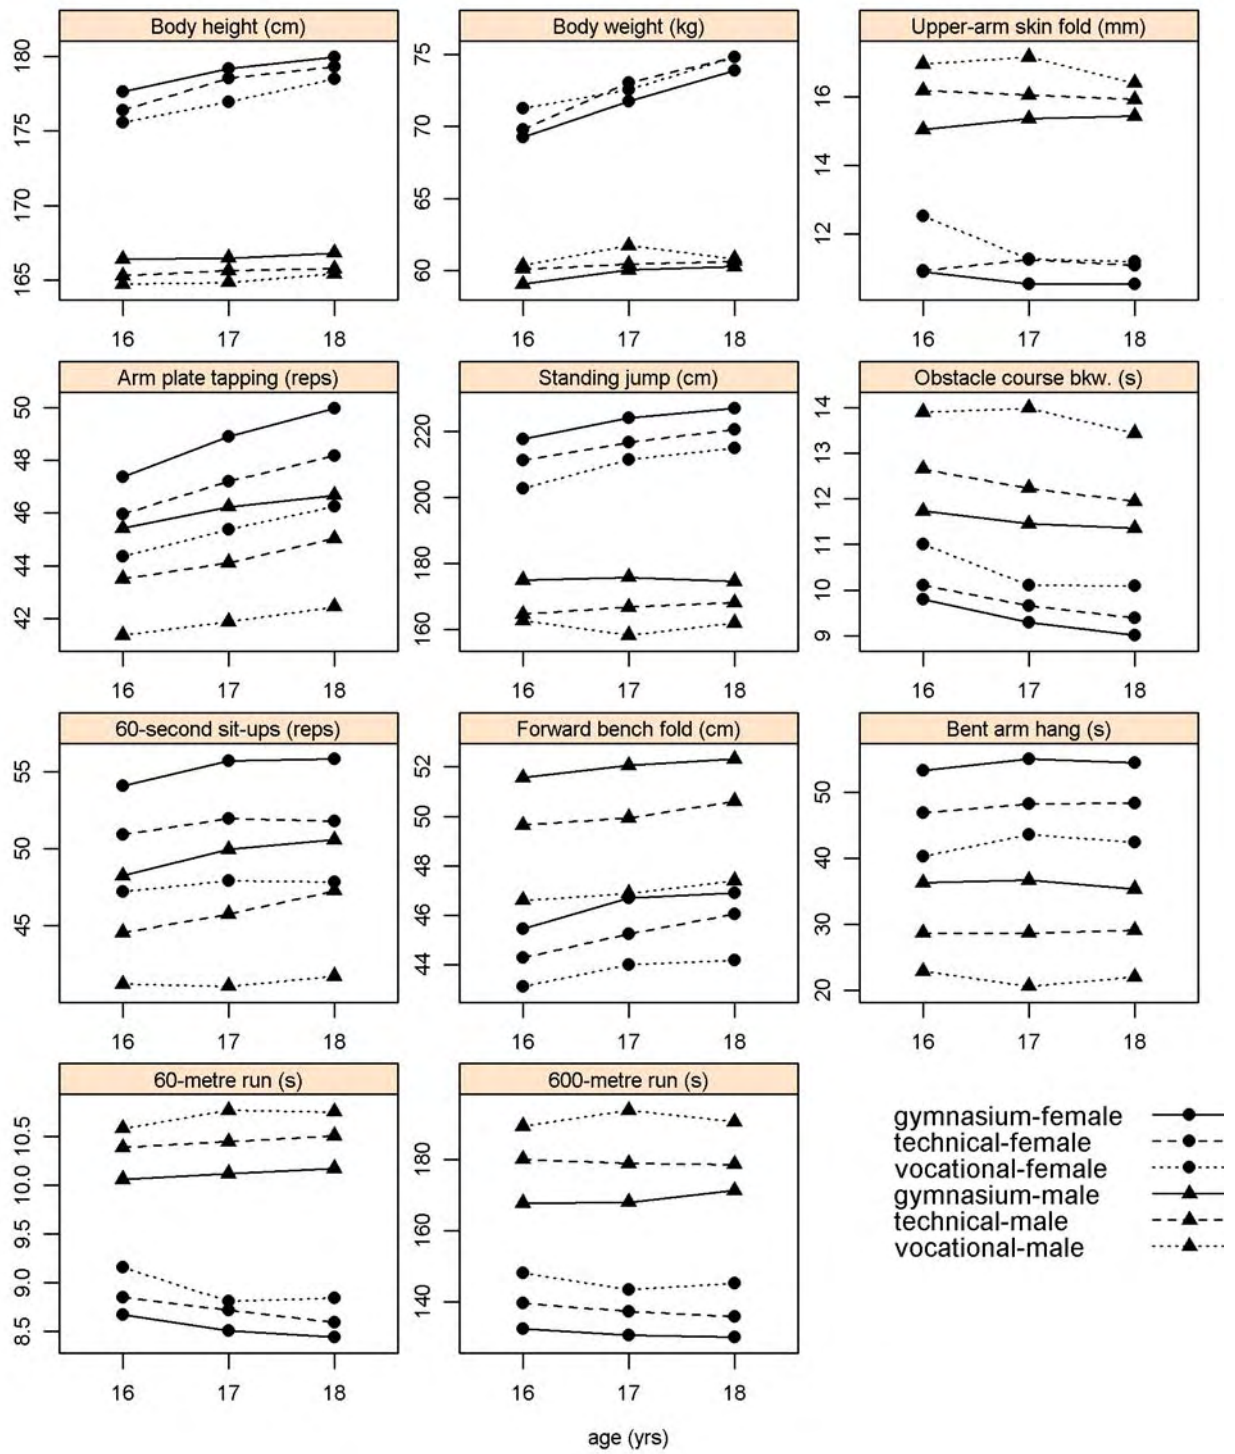 Body height (cm)
180
175
170
165
16 17 18
Body weight (kg)
75
70
65
60
16 17 18
Upper-arm skin fold (mm)
16
14
12
16 17 18
Arm plate tapping (reps)
50
48
46
44
42
16 17 18
Standing jump (cm)
220
200
180
160
16 17 18
Obstacle course bkw. (s)
14
13
12
11
10
9
16 17 18
60-second sit-ups (reps)
55
50
45
16 17 18
Forward bench fold (cm)
52
50
48
46
44
16 17 18
Bent arm hang (s)
50
40
30
20
16 17 18
60-metre run (s)
10.5
10.0
9.5
9.0
8.5
16 17 18
600-metre run (s)
180
160
140
16 17 18
gymnasium-female
technical-female
vocational-female
gymnasium-male
technical-male
vocational-male
age (yrs)